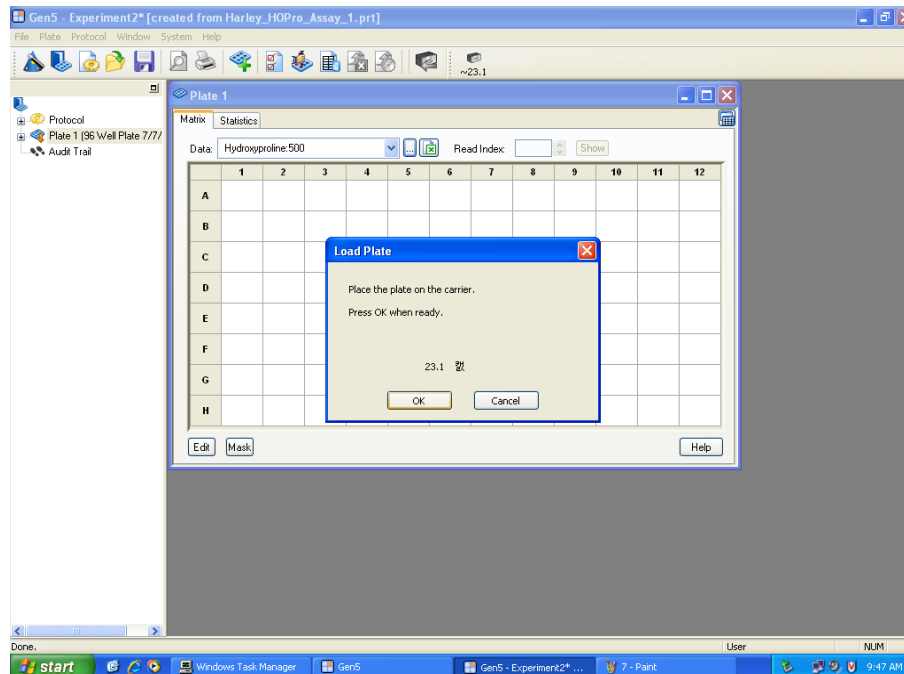 Gen5 - Experiment2* [created from Harley_HOPro_Assay_1.prt]
File Plate Protocol Window System Help
~23.1
Protocol
Plate 1 (96 Well Plate 7/7/
Audit Trail
Plate 1
Matrix Statistics
Data: Hydroxyproline:500 ... Read Index: Show
1 2 3 4 5 6 7 8 9 10 11 12
A
B
C
D
E
F
G
H
Load Plate
Place the plate on the carrier.
Press OK when ready.
23.1
OK Cancel
Edit Mask Help
Done. User NUM
start Windows Task Manager Gen5 Gen5 - Experiment2* ... 7 - Paint 9:47 AM